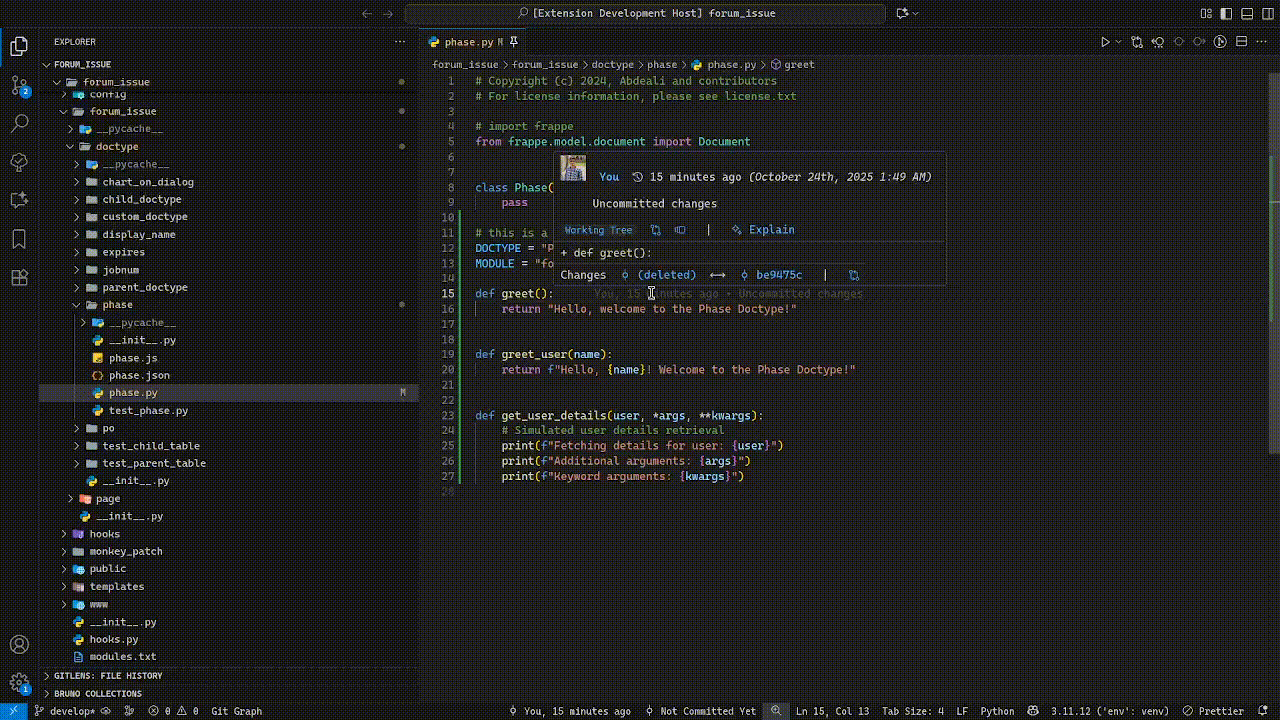 [Extension Development Host] forum_issue
EXPLORER
FORUM_ISSUE
forum_issue
config
forum_issue
__pycache__
doctype
__pycache__
chart_on_dialog
child_doctype
custom_doctype
display_name
expires
jobnum
parent_doctype
phase
__pycache__
__init__.py
phase.js
phase.json
phase.py M
test_phase.py
po
test_child_table
test_parent_table
__init__.py
page
__init__.py
hooks
monkey_patch
public
templates
www
__init__.py
hooks.py
modules.txt
GITLENS: FILE HISTORY
BRUNO COLLECTIONS
2
1
phase.py M
forum_issue > forum_issue > doctype > phase > phase.py > greet
1 # Copyright (c) 2024, Abdeali and contributors
2 # For license information, please see license.txt
3
4 # import frappe
5 from frappe.model.document import Document
6
7
8 class Phase(
9 pass
10
11 # this is a
12 DOCTYPE = "P
13 MODULE = "fo
14
You 15 minutes ago (October 24th, 2025 1:49 AM)
Uncommitted changes
Working Tree | Explain
+ def greet():
Changes (deleted) ⟷ be9475c |
15 def greet(): You, 15 minutes ago • Uncommitted changes
16 return "Hello, welcome to the Phase Doctype!"
17
18
19 def greet_user(name):
20 return f"Hello, {name}! Welcome to the Phase Doctype!"
21
22
23 def get_user_details(user, *args, **kwargs):
24 # Simulated user details retrieval
25 print(f"Fetching details for user: {user}")
26 print(f"Additional arguments: {args}")
27 print(f"Keyword arguments: {kwargs}")
28
develop* 0 0 Git Graph You, 15 minutes ago Not Committed Yet Ln 15, Col 13 Tab Size: 4 LF Python 3.11.12 ('env': venv) Prettier